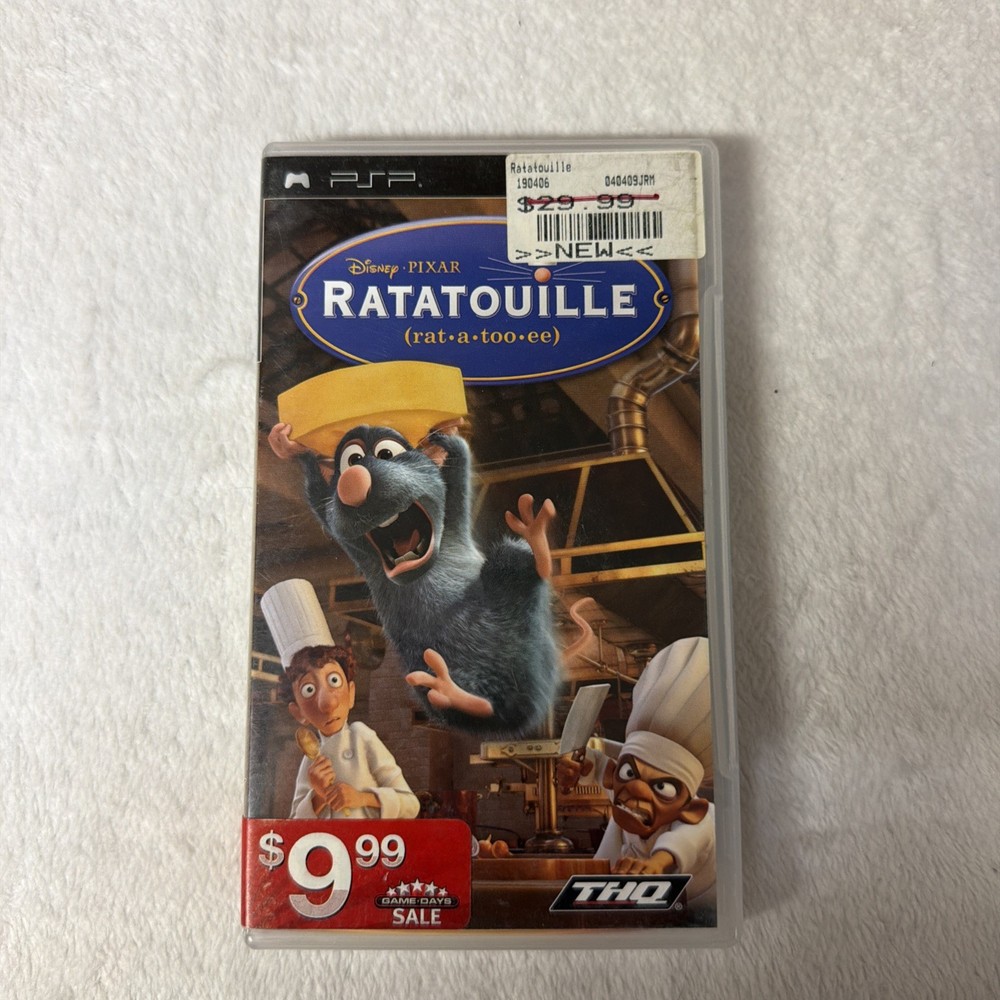 PSP
Ratatouille
190406 040409JRM
$29.99
>>NEW<<
Disney · PIXAR
RATATOUILLE
(rat•a•too•ee)
$9.99
GAME·DAYS
SALE
THQ®